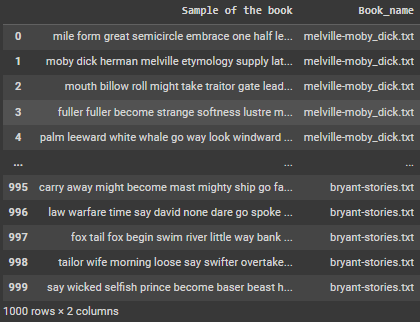 Sample of the book Book_name
0 mile form great semicircle embrace one half le... melville-moby_dick.txt
1 moby dick herman melville etymology supply lat... melville-moby_dick.txt
2 mouth billow roll might take traitor gate lead... melville-moby_dick.txt
3 fuller fuller become strange softness lustre m... melville-moby_dick.txt
4 palm leeward white whale go way look windward ... melville-moby_dick.txt
... ... ...
995 carry away might become mast mighty ship go fa... bryant-stories.txt
996 law warfare time say david none dare go spoke ... bryant-stories.txt
997 fox tail fox begin swim river little way bank ... bryant-stories.txt
998 tailor wife morning loose say swifter overtake... bryant-stories.txt
999 say wicked selfish prince become baser beast h... bryant-stories.txt
1000 rows × 2 columns